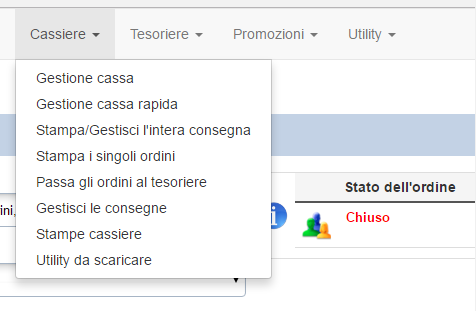 Cassiere Tesoriere Promozioni Utility
Gestione cassa
Gestione cassa rapida
Stampa/Gestisci l'intera consegna
Stampa i singoli ordini
Passa gli ordini al tesoriere
Gestisci le consegne
Stampe cassiere
Utility da scaricare
Stato dell'ordine
Chiuso